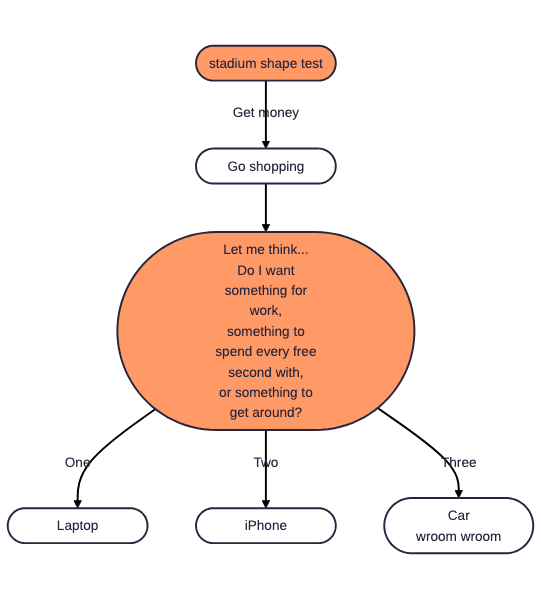 stadium shape test
Get money
Go shopping
Let me think...
Do I want
something for
work,
something to
spend every free
second with,
or something to
get around?
One
Two
Three
Laptop
iPhone
Car
wroom wroom